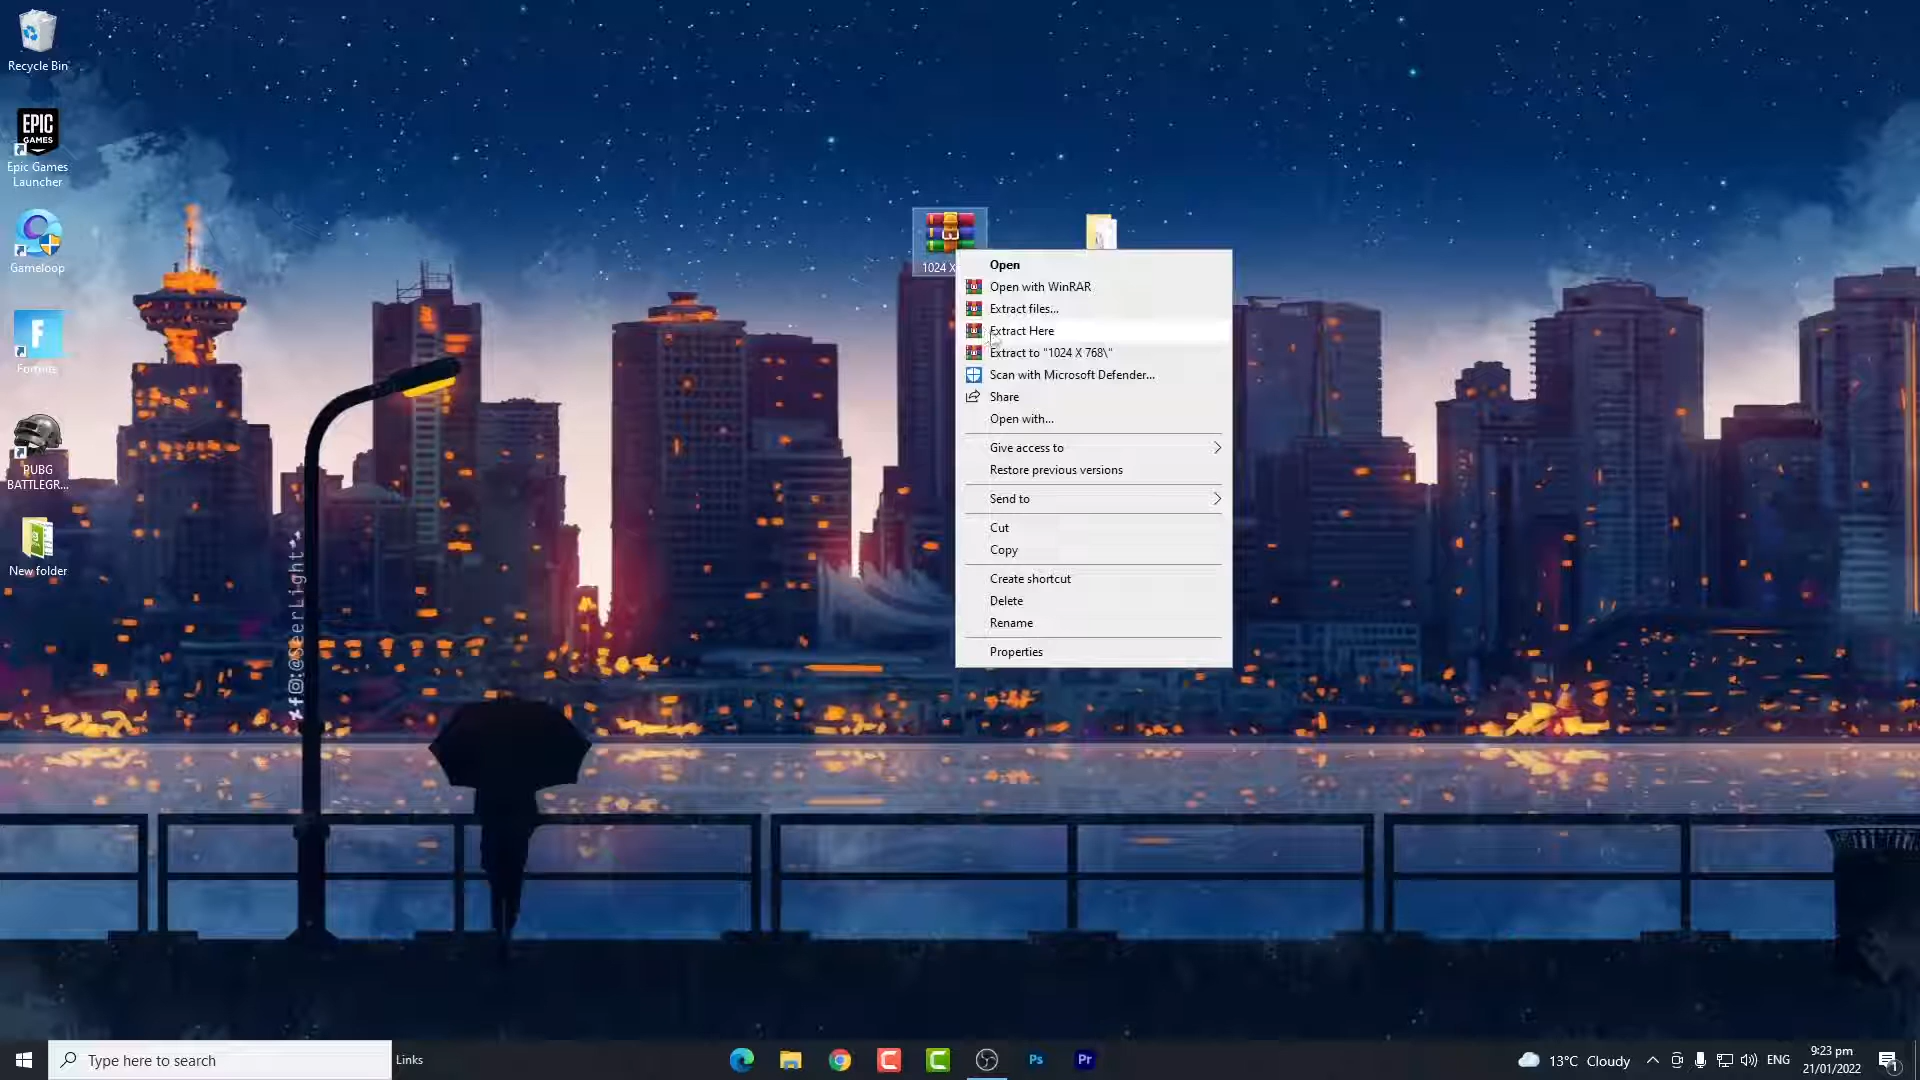 Recycle Bin
EPIC
GAMES
Epic Games
Launcher
Gameloop
F
Fortnite
PUBG
BATTLEGR...
New folder
@SeerLight
1024 X
Open
Open with WinRAR
Extract files...
Extract Here
Extract to "1024 X 768\"
Scan with Microsoft Defender...
Share
Open with...
Give access to
Restore previous versions
Send to
Cut
Copy
Create shortcut
Delete
Rename
Properties
Type here to search
Links
Ps
Pr
13°C Cloudy
ENG
9:23 pm
21/01/2022
1